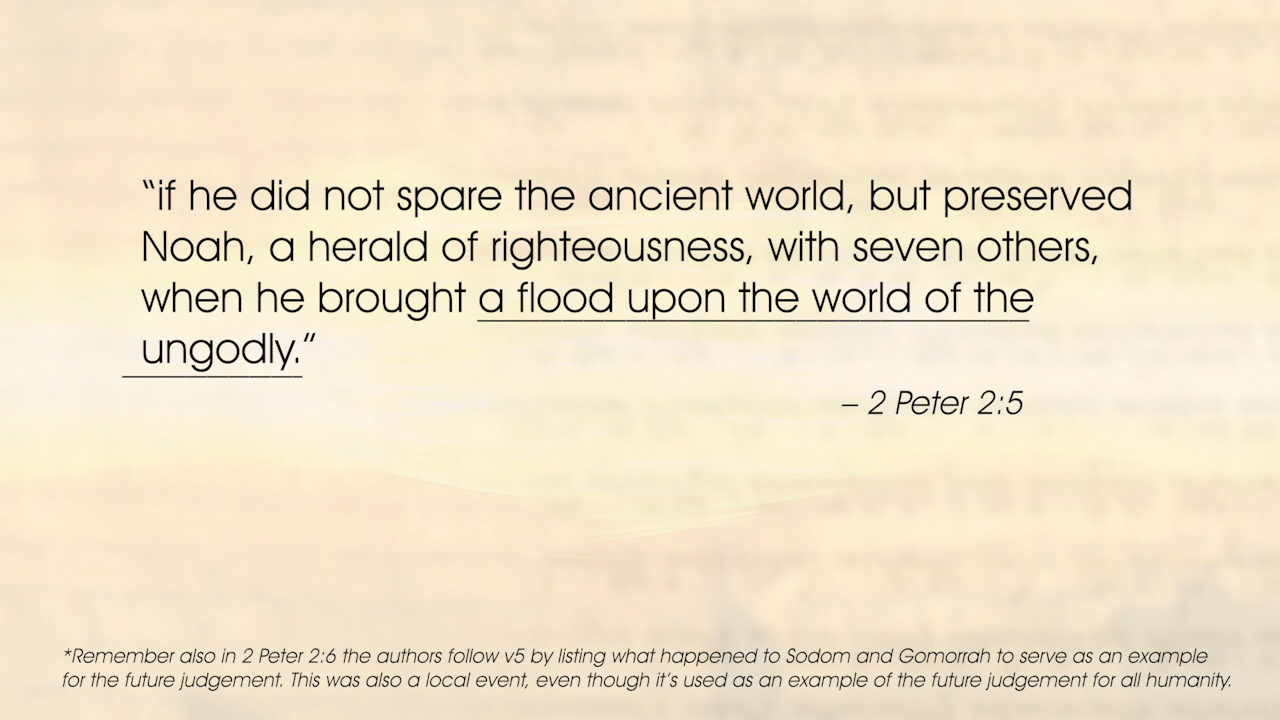 “if he did not spare the ancient world, but preserved
Noah, a herald of righteousness, with seven others,
when he brought a flood upon the world of the
ungodly.”
– 2 Peter 2:5
*Remember also in 2 Peter 2:6 the authors follow v5 by listing what happened to Sodom and Gomorrah to serve as an example
for the future judgement. This was also a local event, even though it’s used as an example of the future judgement for all humanity.